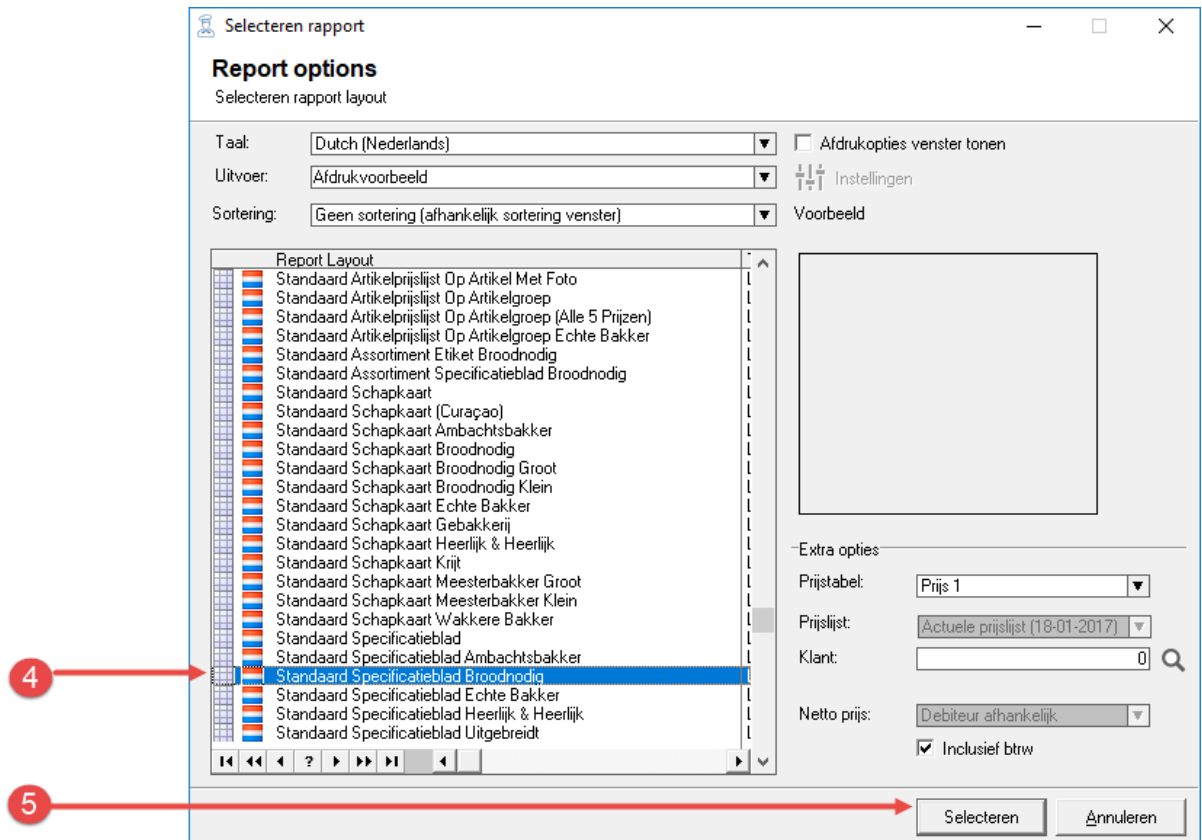 Selecteren rapport
Report options
Selecteren rapport layout
Taal: Dutch (Nederlands)
Afdrukopties venster tonen
Uitvoer: Afdrukvoorbeeld
Instellingen
Sortering: Geen sortering (afhankelijk sortering venster)
Voorbeeld
Report Layout
Standaard Artikelprijslijst Op Artikel Met Foto
Standaard Artikelprijslijst Op Artikelgroep
Standaard Artikelprijslijst Op Artikelgroep (Alle 5 Prijzen)
Standaard Artikelprijslijst Op Artikelgroep Echte Bakker
Standaard Assortiment Etiket Broodnodig
Standaard Assortiment Specificatieblad Broodnodig
Standaard Schapkaart
Standaard Schapkaart (Curaçao)
Standaard Schapkaart Ambachtsbakker
Standaard Schapkaart Broodnodig
Standaard Schapkaart Broodnodig Groot
Standaard Schapkaart Broodnodig Klein
Standaard Schapkaart Echte Bakker
Standaard Schapkaart Gebakkerij
Standaard Schapkaart Heerlijk & Heerlijk
Standaard Schapkaart Krijt
Standaard Schapkaart Meesterbakker Groot
Standaard Schapkaart Meesterbakker Klein
Standaard Schapkaart Wakkere Bakker
Standaard Specificatieblad
Standaard Specificatieblad Ambachtsbakker
4 Standaard Specificatieblad Broodnodig
Standaard Specificatieblad Echte Bakker
Standaard Specificatieblad Heerlijk & Heerlijk
Standaard Specificatieblad Uitgebreidt
?
Extra opties
Prijstabel: Prijs 1
Prijslijst: Actuele prijslijst (18-01-2017)
Klant: 0
Netto prijs: Debiteur afhankelijk
Inclusief btrw
5 Selecteren Annuleren